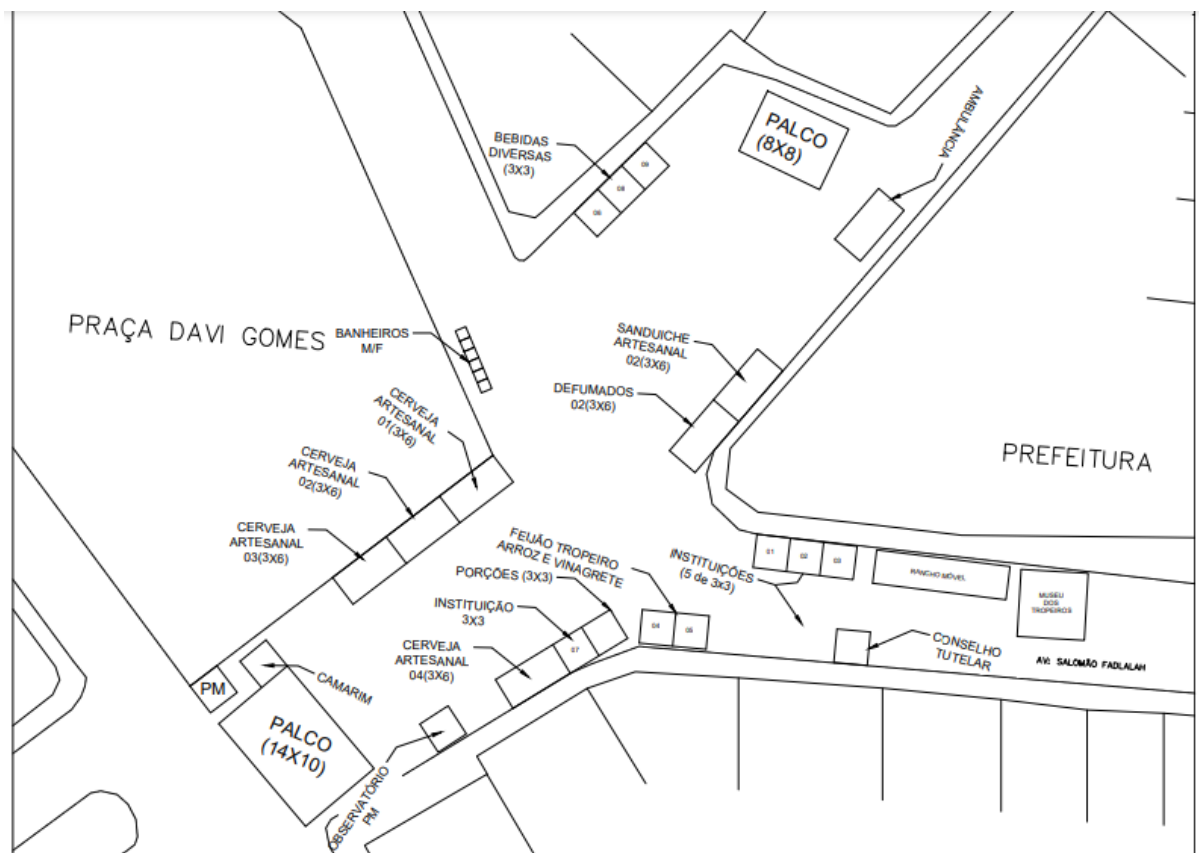 BEBIDAS
DIVERSAS
(3X3)
09
08
06
PALCO
(8X8)
AMBULÂNCIA
PRAÇA DAVI GOMES
BANHEIROS
M/F
SANDUICHE
ARTESANAL
02(3X6)
DEFUMADOS
02(3X6)
CERVEJA
ARTESANAL
01(3X6)
CERVEJA
ARTESANAL
02(3X6)
CERVEJA
ARTESANAL
03(3X6)
PREFEITURA
FEIJÃO TROPEIRO
ARROZ E VINAGRETE
PORÇÕES (3X3)
INSTITUIÇÕES
(5 de 3x3)
01
02
03
RANCHO MÓVEL
MUSEU
DOS
TROPEIROS
INSTITUIÇÃO
3X3
07
04
05
CERVEJA
ARTESANAL
04(3X6)
CONSELHO
TUTELAR
AV: SALOMÃO FADLALAH
PM
CAMARIM
PALCO
(14X10)
OBSERVATÓRIO
PM